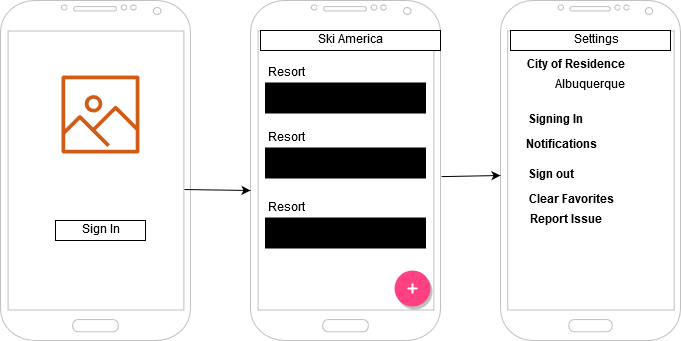 Sign In
Ski America
Resort
Resort
Resort
+
Settings
City of Residence
Albuquerque
Signing In
Notifications
Sign out
Clear Favorites
Report Issue